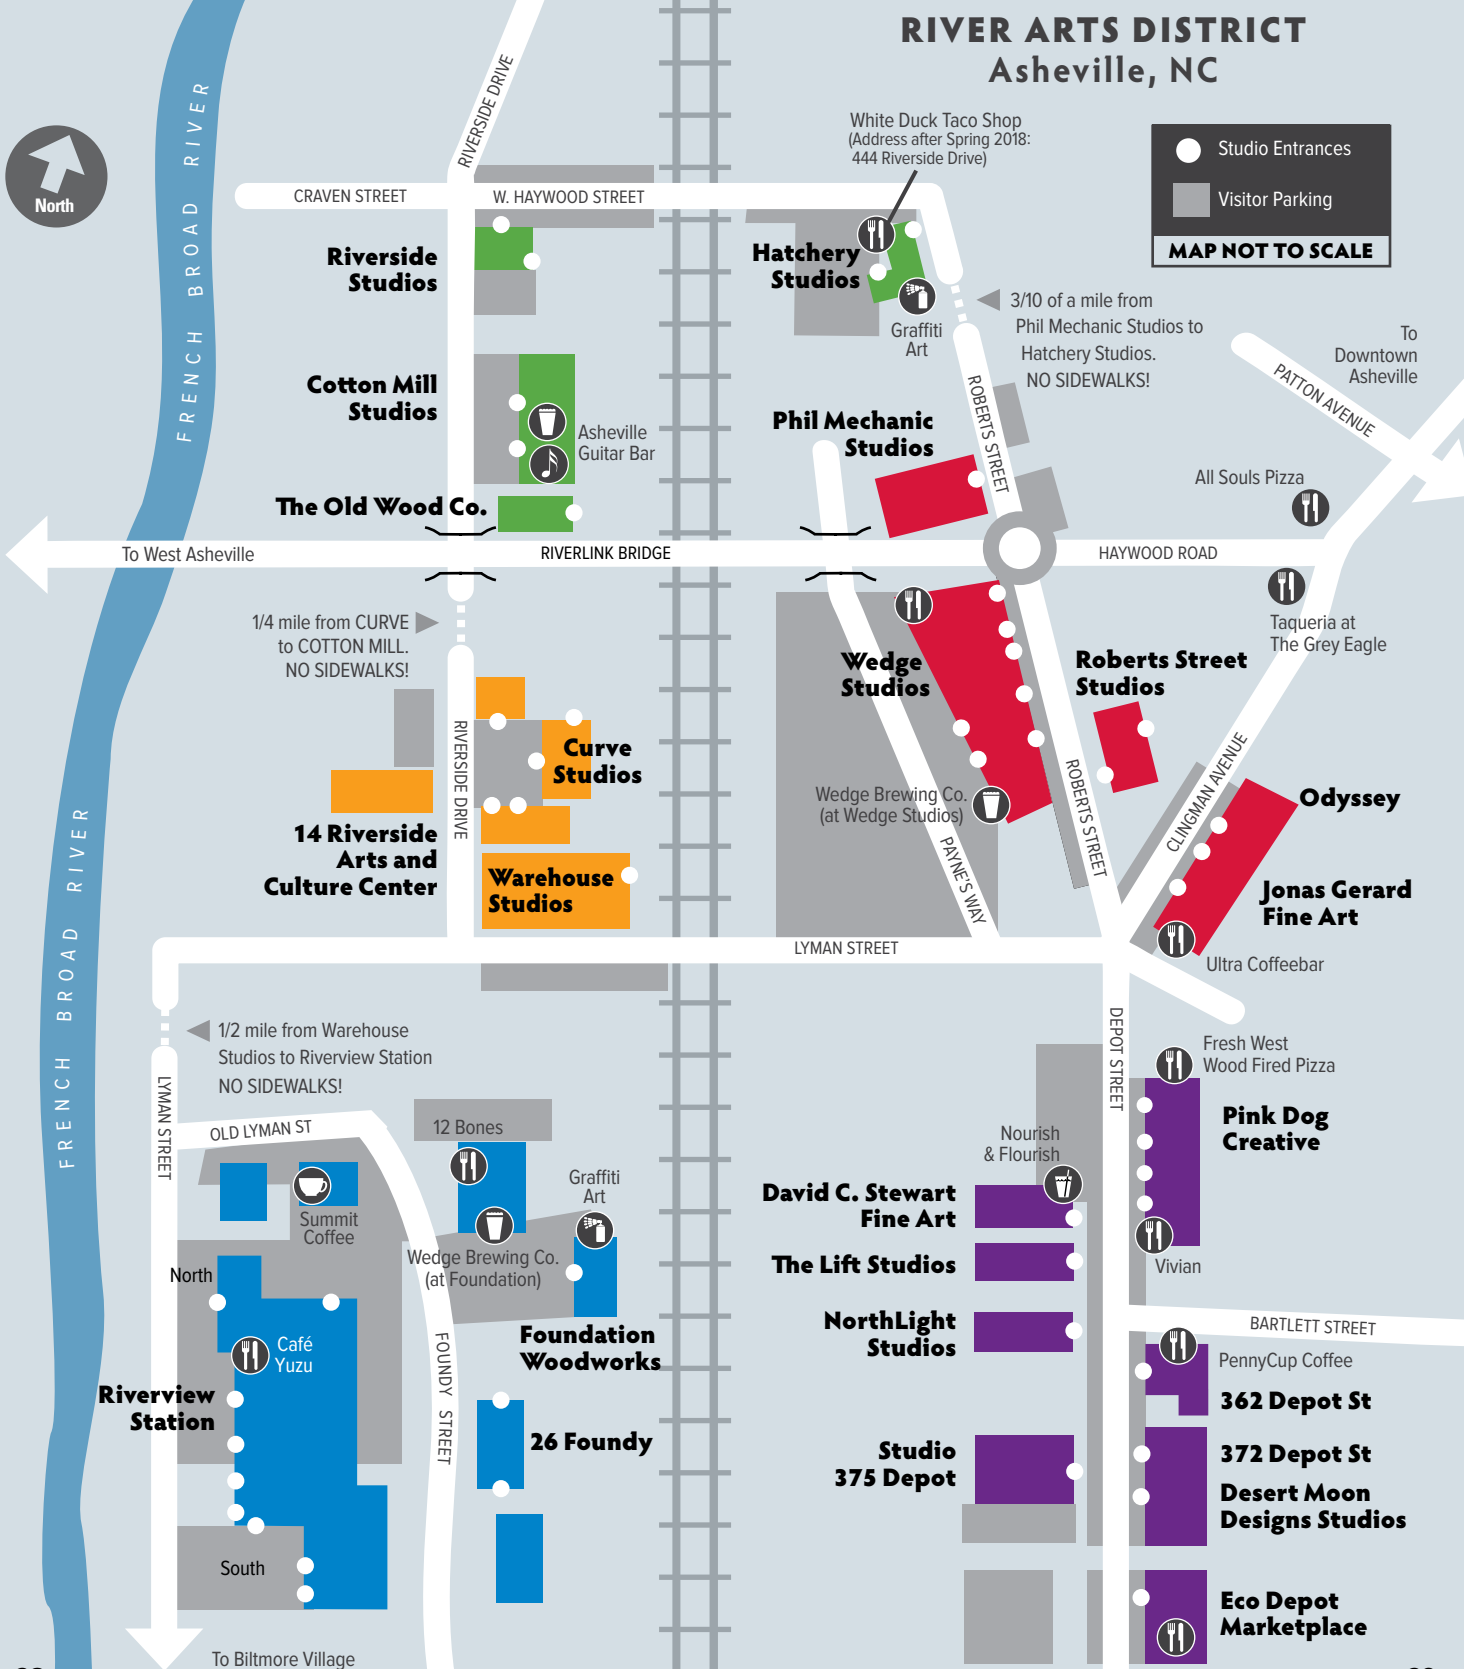 RIVER ARTS DISTRICT
Asheville, NC
North
Studio Entrances
Visitor Parking
MAP NOT TO SCALE
FRENCH BROAD RIVER
RIVERSIDE DRIVE
CRAVEN STREET
W. HAYWOOD STREET
White Duck Taco Shop
(Address after Spring 2018:
444 Riverside Drive)
Riverside
Studios
Hatchery
Studios
Graffiti
Art
3/10 of a mile from
Phil Mechanic Studios to
Hatchery Studios.
NO SIDEWALKS!
To
Downtown
Asheville
PATTON AVENUE
Cotton Mill
Studios
Asheville
Guitar Bar
ROBERTS STREET
Phil Mechanic
Studios
All Souls Pizza
The Old Wood Co.
To West Asheville
RIVERLINK BRIDGE
HAYWOOD ROAD
Taqueria at
The Grey Eagle
1/4 mile from CURVE
to COTTON MILL.
NO SIDEWALKS!
Wedge
Studios
Roberts Street
Studios
RIVERSIDE DRIVE
Curve
Studios
Wedge Brewing Co.
(at Wedge Studios)
ROBERTS STREET
CLINGMAN AVENUE
Odyssey
14 Riverside
Arts and
Culture Center
Warehouse
Studios
PAYNE'S WAY
Jonas Gerard
Fine Art
Ultra Coffeebar
LYMAN STREET
FRENCH BROAD RIVER
1/2 mile from Warehouse
Studios to Riverview Station
NO SIDEWALKS!
DEPOT STREET
Fresh West
Wood Fired Pizza
LYMAN STREET
OLD LYMAN ST
12 Bones
Pink Dog
Creative
Nourish
& Flourish
Graffiti
Art
Summit
Coffee
David C. Stewart
Fine Art
Wedge Brewing Co.
(at Foundation)
The Lift Studios
Vivian
North
Café
Yuzu
Foundation
Woodworks
NorthLight
Studios
BARTLETT STREET
PennyCup Coffee
362 Depot St
Riverview
Station
FOUNDY STREET
26 Foundy
Studio
375 Depot
372 Depot St
Desert Moon
Designs Studios
South
Eco Depot
Marketplace
To Biltmore Village